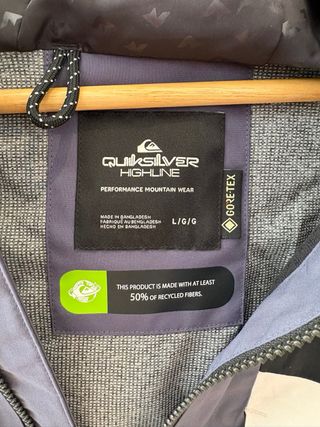 QUIKSILVER
HIGHLINE
PERFORMANCE MOUNTAIN WEAR
MADE IN BANGLADESH
FABRIQUÉ AU BENGLADESH
HECHO EN BANGLADESH
L/G/G
GORE-TEX
THIS PRODUCT IS MADE WITH AT LEAST
50% OF RECYCLED FIBERS.